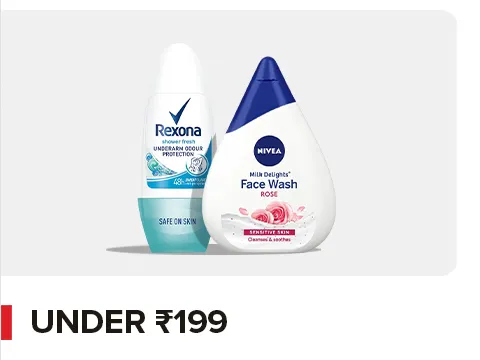 Rexona
shower fresh
UNDERARM ODOUR
PROTECTION
48H
SAFE ON SKIN
NIVEA
Milk Delights
Face Wash
ROSE
SENSITIVE SKIN
Cleanses & soothes
UNDER ₹199